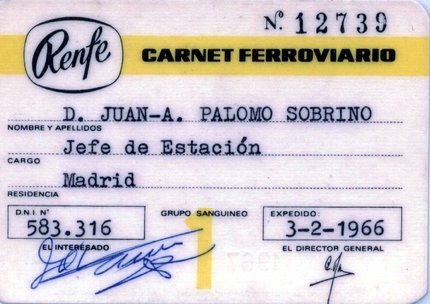 Renfe
Nº 12739
CARNET FERROVIARIO
D. JUAN-A. PALOMO SOBRINO
NOMBRE Y APELLIDOS
Jefe de Estación
CARGO
Madrid
RESIDENCIA
D.N.I. Nº
583.316
GRUPO SANGUINEO
1
EXPEDIDO:
3-2-1966
EL INTERESADO
EL DIRECTOR GENERAL